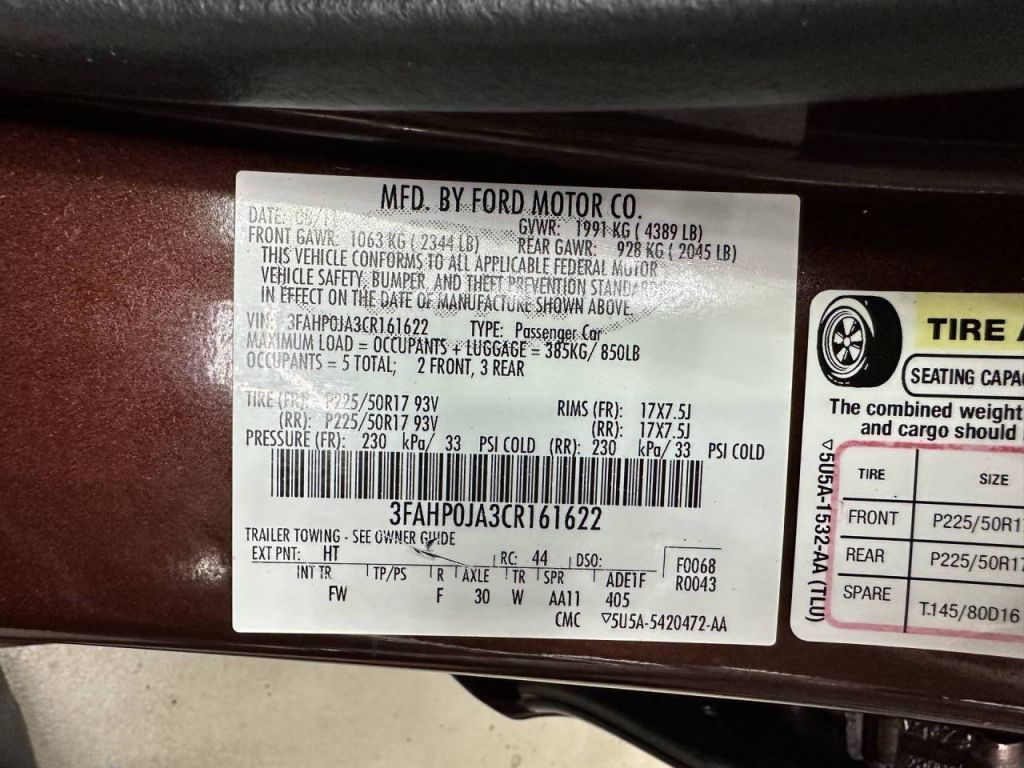 MFD. BY FORD MOTOR CO.
DATE: GVWR: 1991 KG ( 4389 LB)
FRONT GAWR: 1063 KG ( 2344 LB) REAR GAWR: 928 KG ( 2045 LB)
THIS VEHICLE CONFORMS TO ALL APPLICABLE FEDERAL MOTOR
VEHICLE SAFETY, BUMPER, AND THEFT PREVENTION STANDARDS
IN EFFECT ON THE DATE OF MANUFACTURE SHOWN ABOVE.
VIN: 3FAHP0JA3CR161622 TYPE: Passenger Car
MAXIMUM LOAD = OCCUPANTS + LUGGAGE = 385KG/ 850LB
OCCUPANTS = 5 TOTAL; 2 FRONT, 3 REAR
TIRE (FR): P225/50R17 93V RIMS (FR): 17X7.5J
(RR): P225/50R17 93V (RR): 17X7.5J
PRESSURE (FR): 230 kPa/ 33 PSI COLD (RR): 230 kPa/ 33 PSI COLD
3FAHP0JA3CR161622
TRAILER TOWING - SEE OWNER GUIDE
EXT PNT: HT RC: 44 DSO: F0068
R0043
INT TR TP/PS R AXLE TR SPR ADE1F
FW F 30 W AA11 405
CMC ▽5U5A-5420472-AA
TIRE A
SEATING CAPA
The combined weight
and cargo should
▽5U5A-1532-AA (TLU)
TIRE SIZE
FRONT P225/50R17
REAR P225/50R17
SPARE T145/80D16